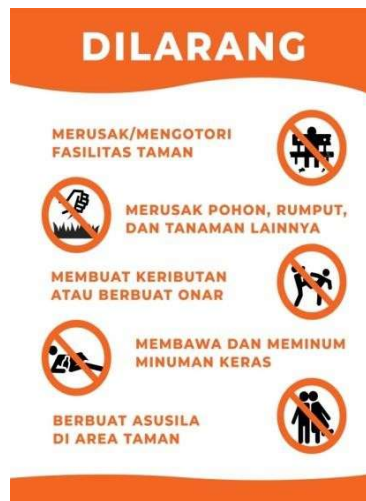 DILARANG
MERUSAK/MENGOTORI
FASILITAS TAMAN
MERUSAK POHON, RUMPUT,
DAN TANAMAN LAINNYA
MEMBUAT KERIBUTAN
ATAU BERBUAT ONAR
MEMBAWA DAN MEMINUM
MINUMAN KERAS
BERBUAT ASUSILA
DI AREA TAMAN